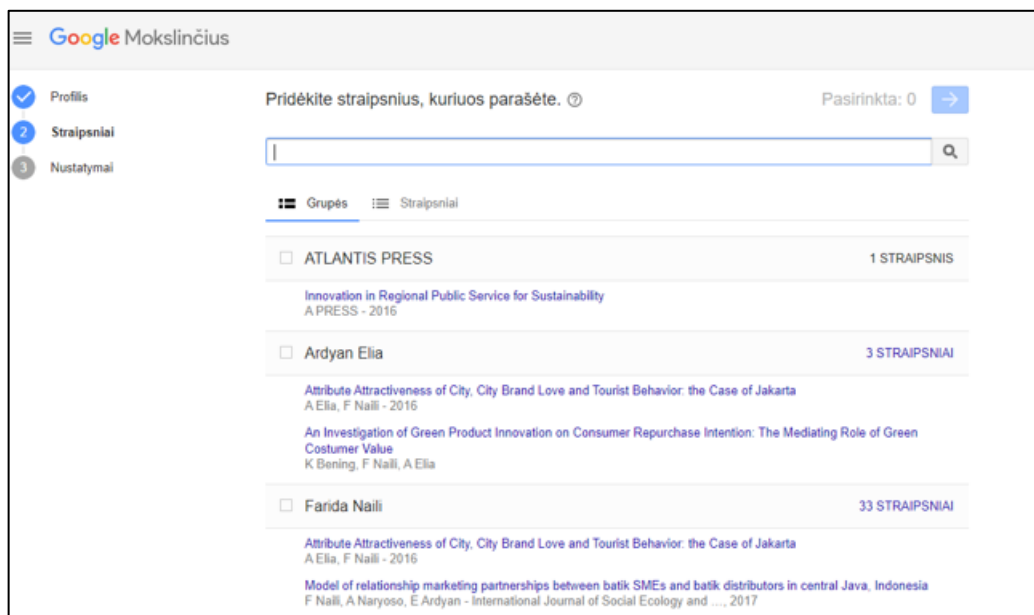 Google Mokslinčius
Profilis
Pridėkite straipsnius, kuriuos parašėte.
Pasirinkta: 0
2
Straipsniai
3
Nustatymai
Grupės
Straipsniai
ATLANTIS PRESS
1 STRAIPSNIS
Innovation in Regional Public Service for Sustainability
A PRESS - 2016
Ardyan Elia
3 STRAIPSNIAI
Attribute Attractiveness of City, City Brand Love and Tourist Behavior: the Case of Jakarta
A Elia, F Naili - 2016
An Investigation of Green Product Innovation on Consumer Repurchase Intention: The Mediating Role of Green
Costumer Value
K Bening, F Naili, A Elia
Farida Naili
33 STRAIPSNIAI
Attribute Attractiveness of City, City Brand Love and Tourist Behavior: the Case of Jakarta
A Elia, F Naili - 2016
Model of relationship marketing partnerships between batik SMEs and batik distributors in central Java, Indonesia
F Naili, A Naryoso, E Ardyan - International Journal of Social Ecology and …, 2017